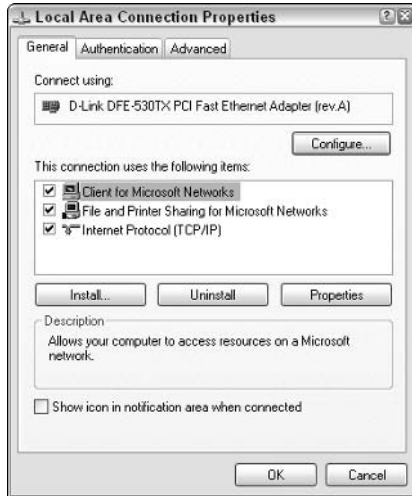 Local Area Connection Properties
General Authentication Advanced
Connect using:
D-Link DFE-530TX PCI Fast Ethernet Adapter (rev.A)
Configure...
This connection uses the following items:
Client for Microsoft Networks
File and Printer Sharing for Microsoft Networks
Internet Protocol (TCP/IP)
Install... Uninstall Properties
Description
Allows your computer to access resources on a Microsoft
network.
Show icon in notification area when connected
OK Cancel